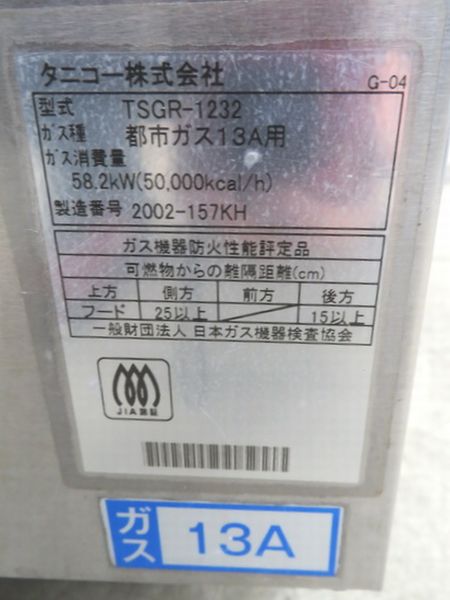 タニコー株式会社
G-04
型式 TSGR-1232
ガス種 都市ガス13A用
ガス消費量
58.2kW(50,000kcal/h)
製造番号 2002-157KH
ガス機器防火性能評定品
可燃物からの離隔距離(cm)
上方 側方 前方 後方
フード 25以上 15以上
一般財団法人 日本ガス機器検査協会
JIA認証
ガス 13A